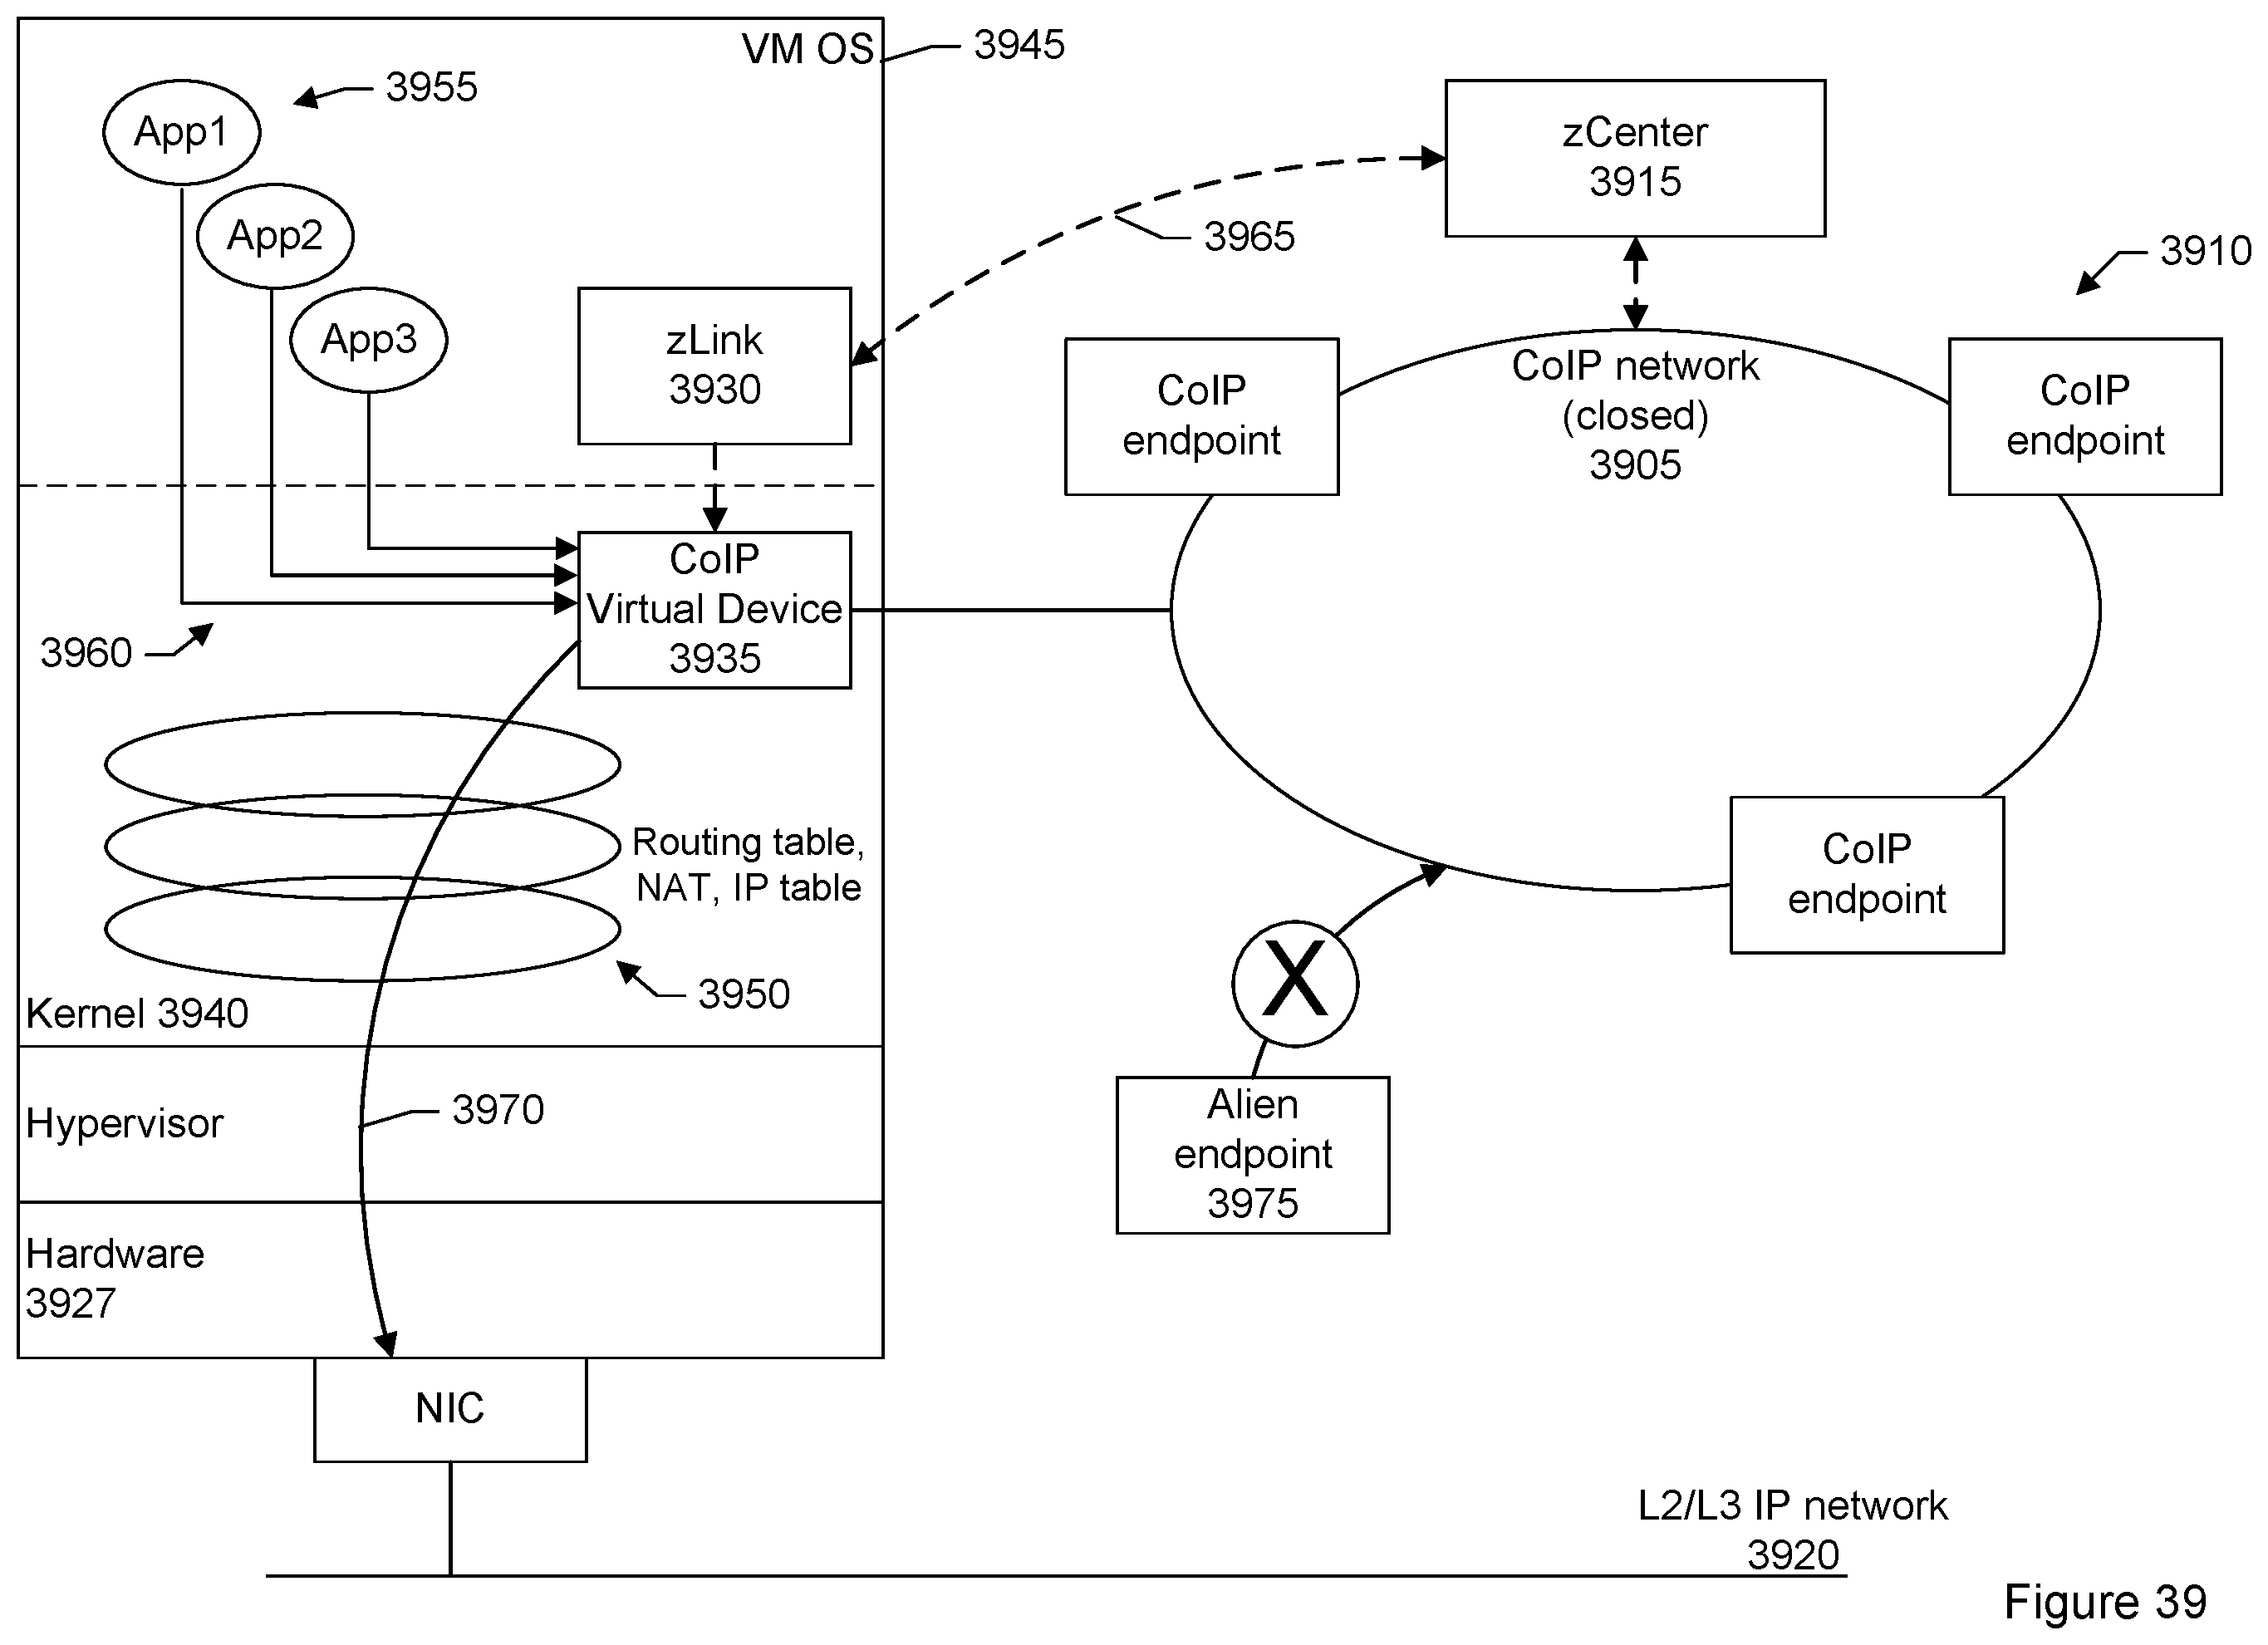 VM OS
3945
3955
App1
App2
App3
zLink
3930
3965
zCenter
3915
3910
CoIP
endpoint
CoIP network
(closed)
3905
CoIP
endpoint
CoIP
Virtual Device
3935
3960
Routing table,
NAT, IP table
3950
Kernel 3940
CoIP
endpoint
X
Alien
endpoint
3975
Hypervisor
3970
Hardware
3927
NIC
L2/L3 IP network
3920
Figure 39